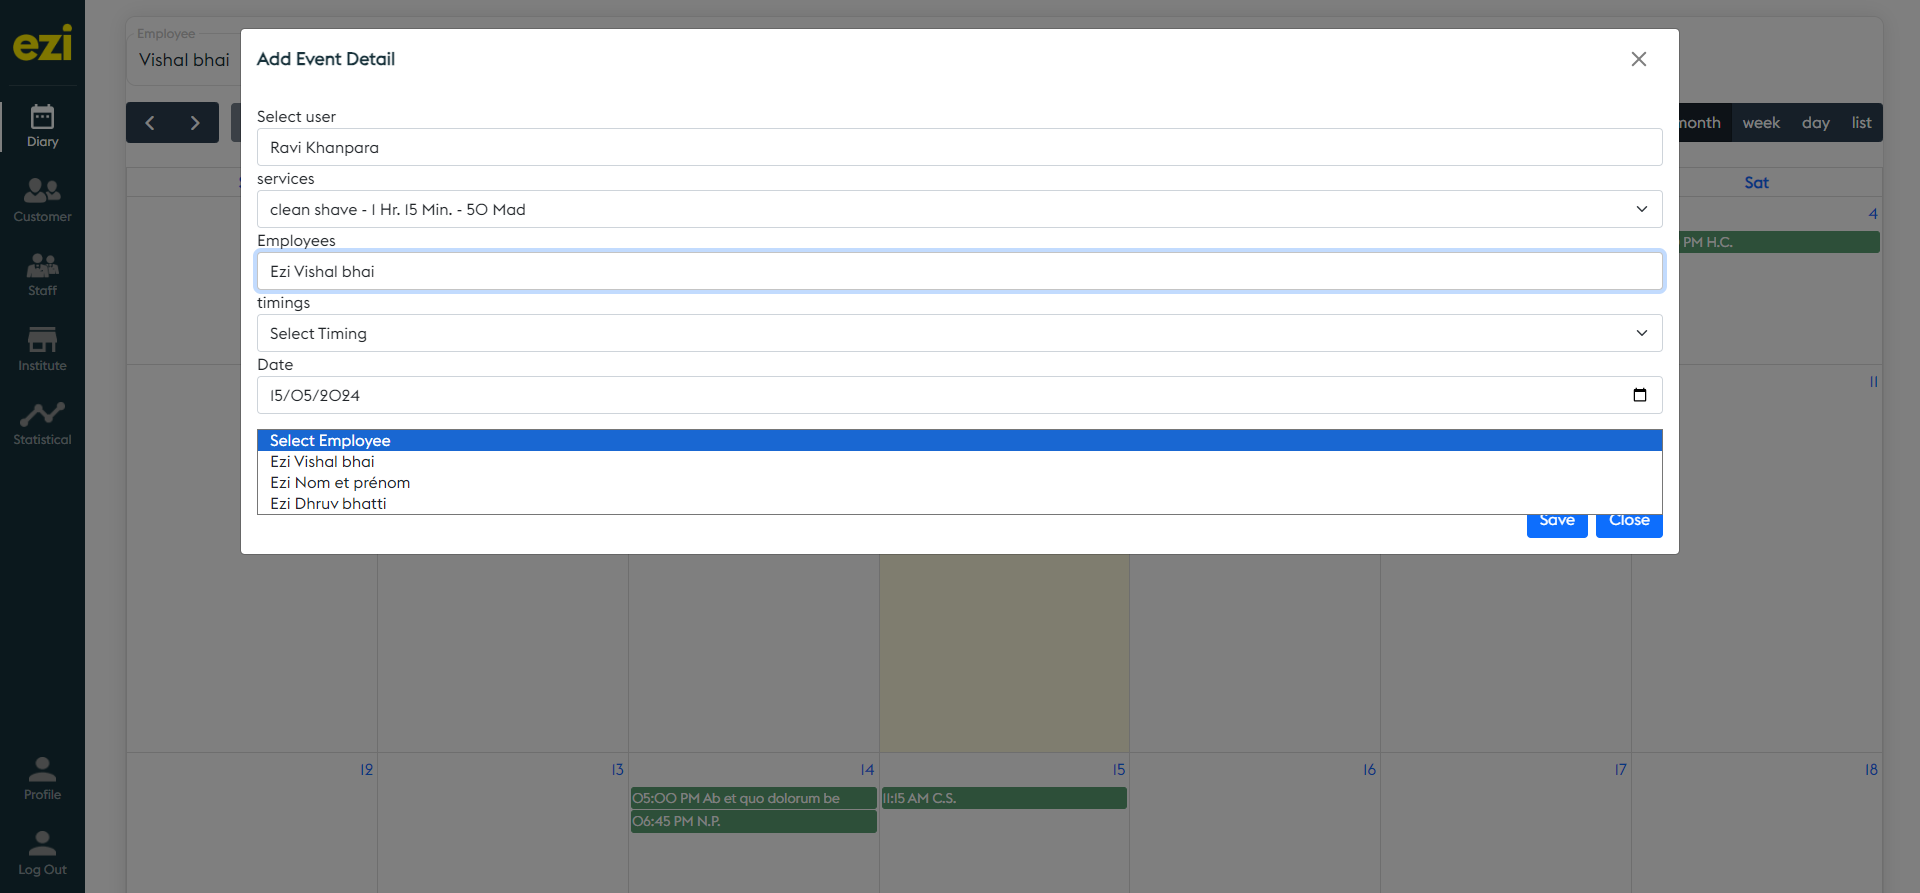 ezi
Diary
Customer
Staff
Institute
Statistical
Profile
Log Out
Employee
Vishal bhai
month week day list
Sat
4
PM H.C.
11
Add Event Detail
Select user
Ravi Khanpara
services
clean shave - 1 Hr. 15 Min. - 50 Mad
Employees
Ezi Vishal bhai
timings
Select Timing
Date
15/05/2024
Select Employee
Ezi Vishal bhai
Ezi Nom et prénom
Ezi Dhruv bhatti
Save Close
12 13 14 15 16 17 18
05:00 PM Ab et quo dolorum be
11:15 AM C.S.
06:45 PM N.P.